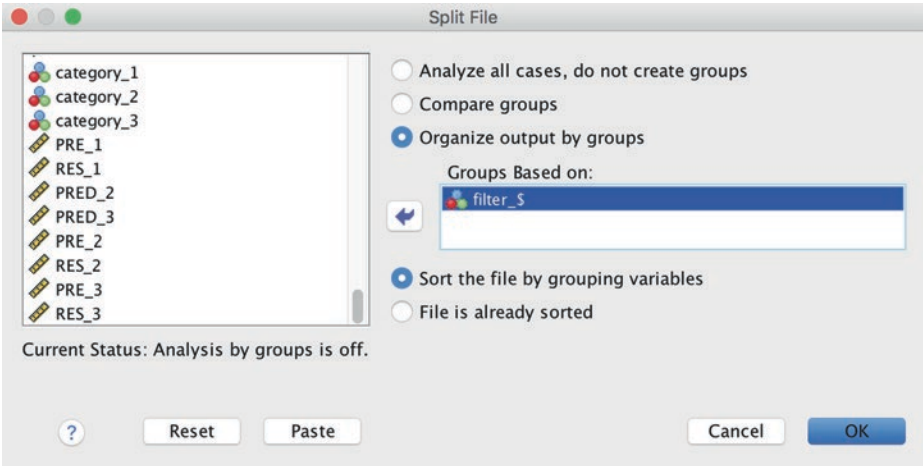 Split File
category_1
category_2
category_3
PRE_1
RES_1
PRED_2
PRED_3
PRE_2
RES_2
PRE_3
RES_3
Current Status: Analysis by groups is off.
Analyze all cases, do not create groups
Compare groups
Organize output by groups
Groups Based on:
filter_$
Sort the file by grouping variables
File is already sorted
?
Reset
Paste
Cancel
OK